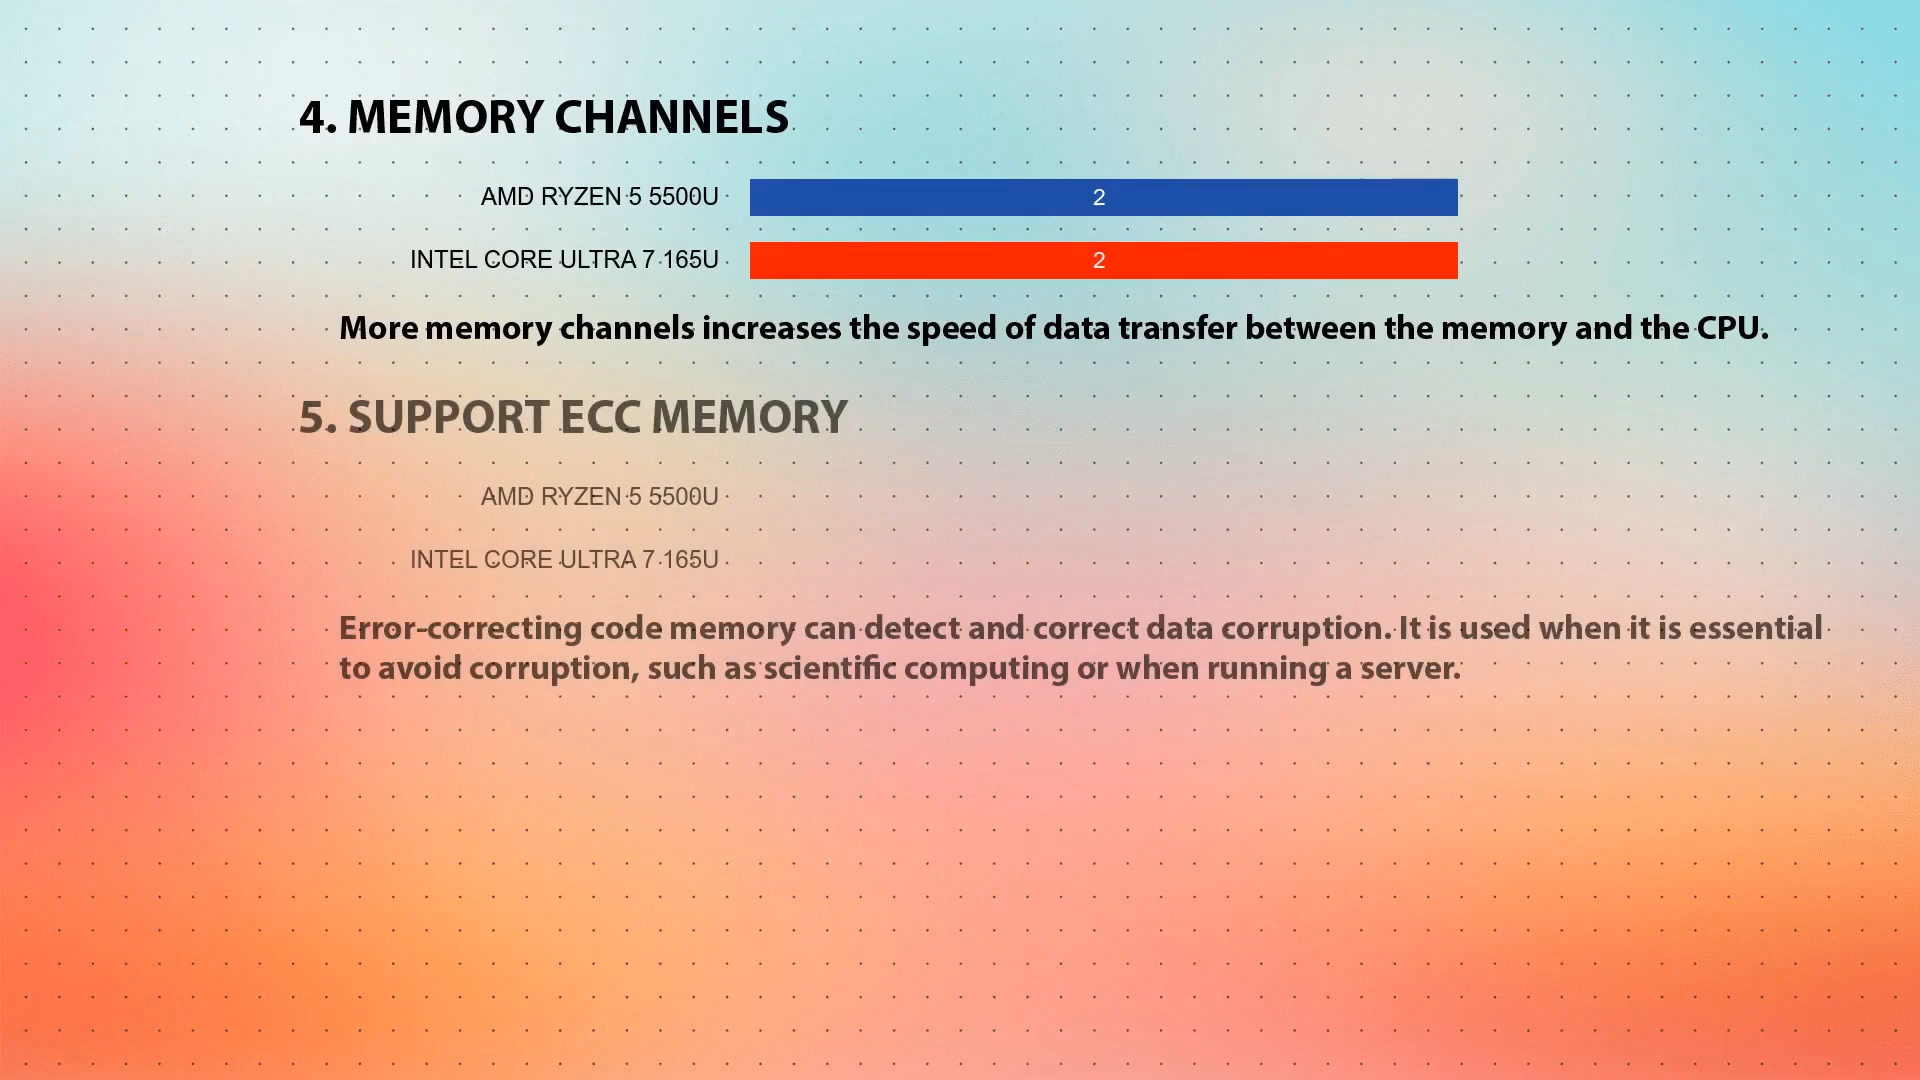 4. MEMORY CHANNELS
AMD RYZEN 5 5500U
2
INTEL CORE ULTRA 7 165U
2
More memory channels increases the speed of data transfer between the memory and the CPU.
5. SUPPORT ECC MEMORY
AMD RYZEN 5 5500U
INTEL CORE ULTRA 7 165U
Error-correcting code memory can detect and correct data corruption. It is used when it is essential
to avoid corruption, such as scientific computing or when running a server.